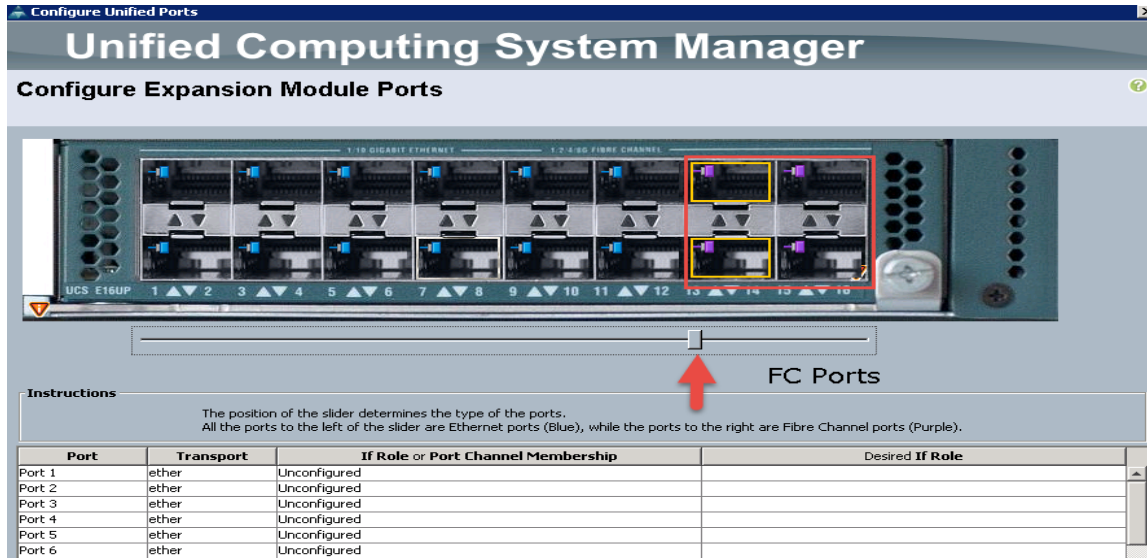 Configure Unified Ports
Unified Computing System Manager
Configure Expansion Module Ports
1/10 GIGABIT ETHERNET 1/2/4/8G FIBRE CHANNEL
UCS E16UP 1 ▲▼ 2 3 ▲▼ 4 5 ▲▼ 6 7 ▲▼ 8 9 ▲▼ 10 11 ▲▼ 12 13 ▲▼ 14 15 ▲▼ 16
FC Ports
Instructions
The position of the slider determines the type of the ports.
All the ports to the left of the slider are Ethernet ports (Blue), while the ports to the right are Fibre Channel ports (Purple).
Port Transport If Role or Port Channel Membership Desired If Role
Port 1 ether Unconfigured
Port 2 ether Unconfigured
Port 3 ether Unconfigured
Port 4 ether Unconfigured
Port 5 ether Unconfigured
Port 6 ether Unconfigured